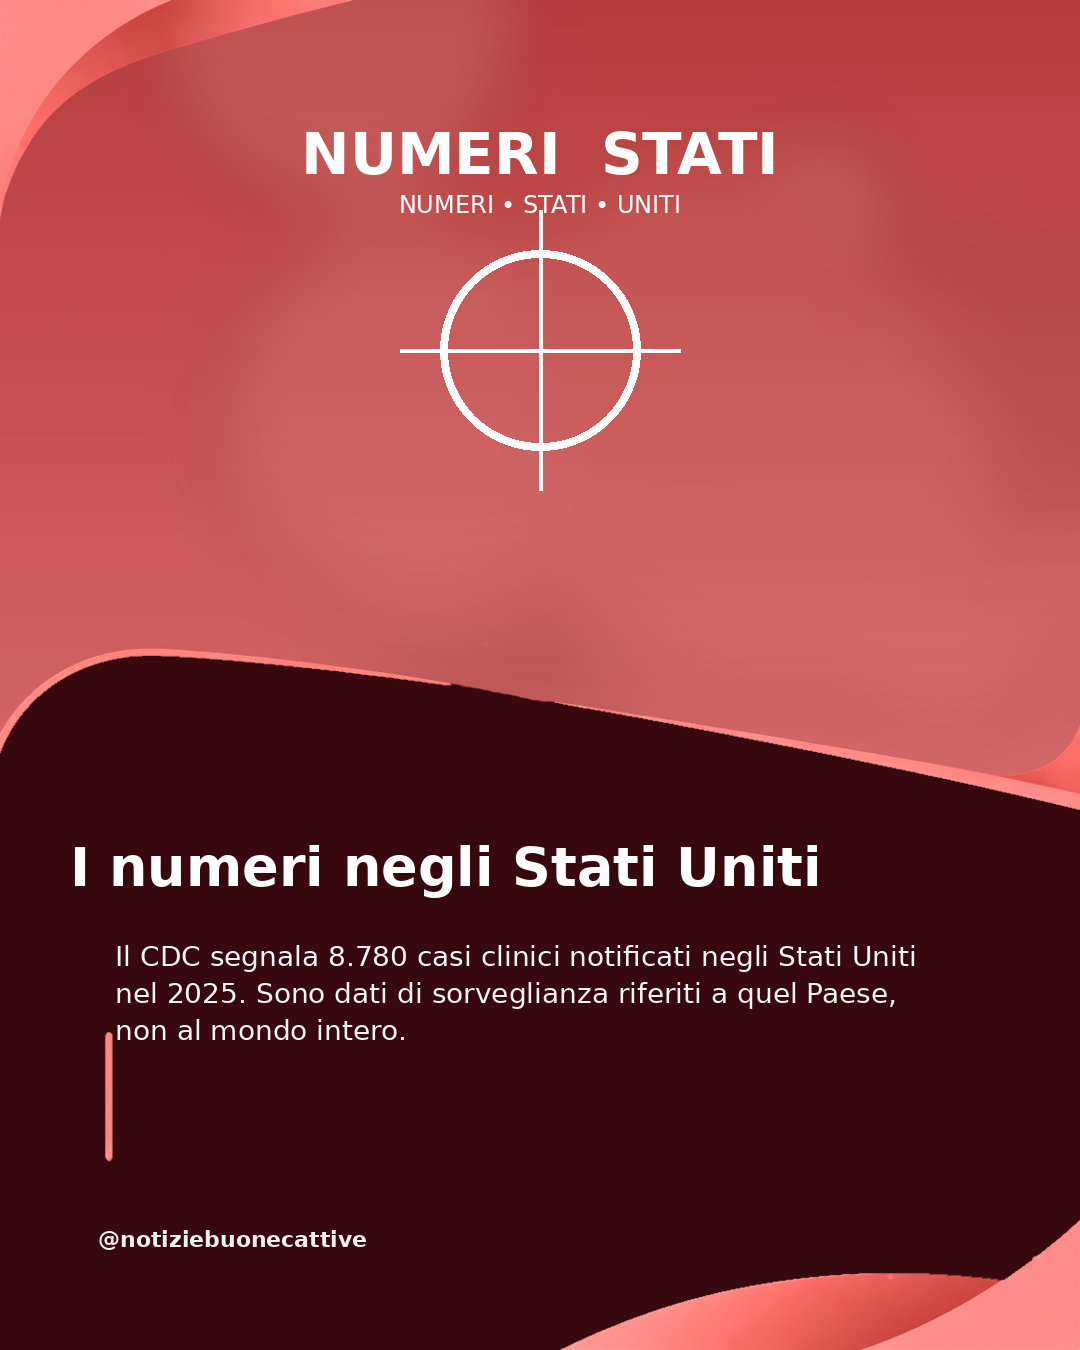 NUMERI STATI
NUMERI • STATI • UNITI
I numeri negli Stati Uniti
Il CDC segnala 8.780 casi clinici notificati negli Stati Uniti
nel 2025. Sono dati di sorveglianza riferiti a quel Paese,
non al mondo intero.
@notiziebuonecattive